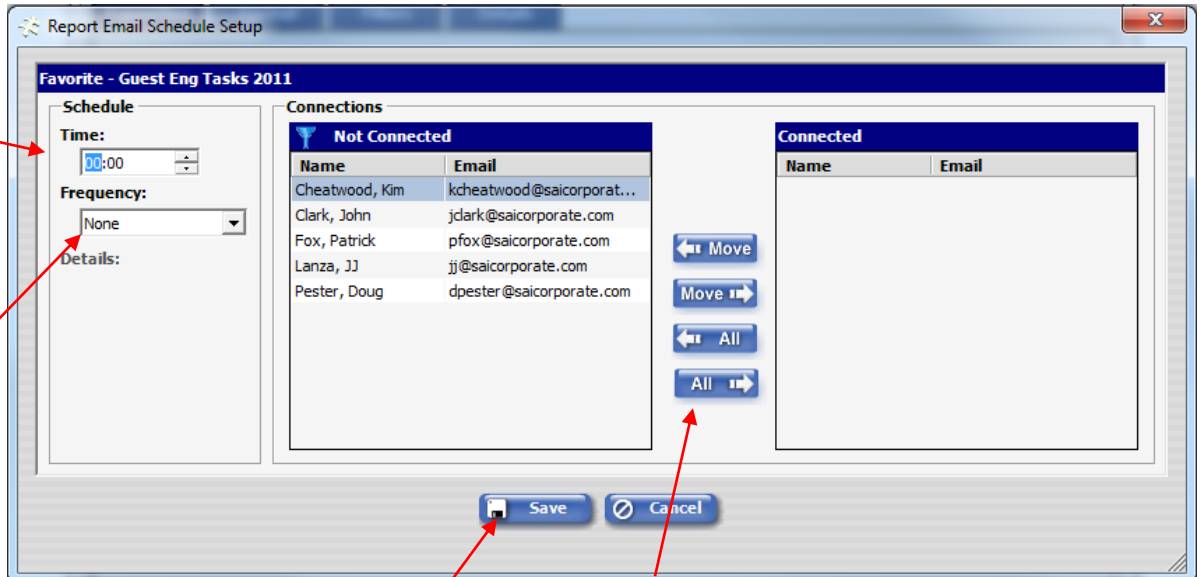 Report Email Schedule Setup
Favorite - Guest Eng Tasks 2011
Schedule
Time:
00:00
Frequency:
None
Details:
Connections
Not Connected
Name Email
Cheatwood, Kim kcheatwood@saicorporat...
Clark, John jclark@saicorporate.com
Fox, Patrick pfox@saicorporate.com
Lanza, JJ jj@saicorporate.com
Pester, Doug dpester@saicorporate.com
Move
Move
All
All
Connected
Name Email
Save Cancel